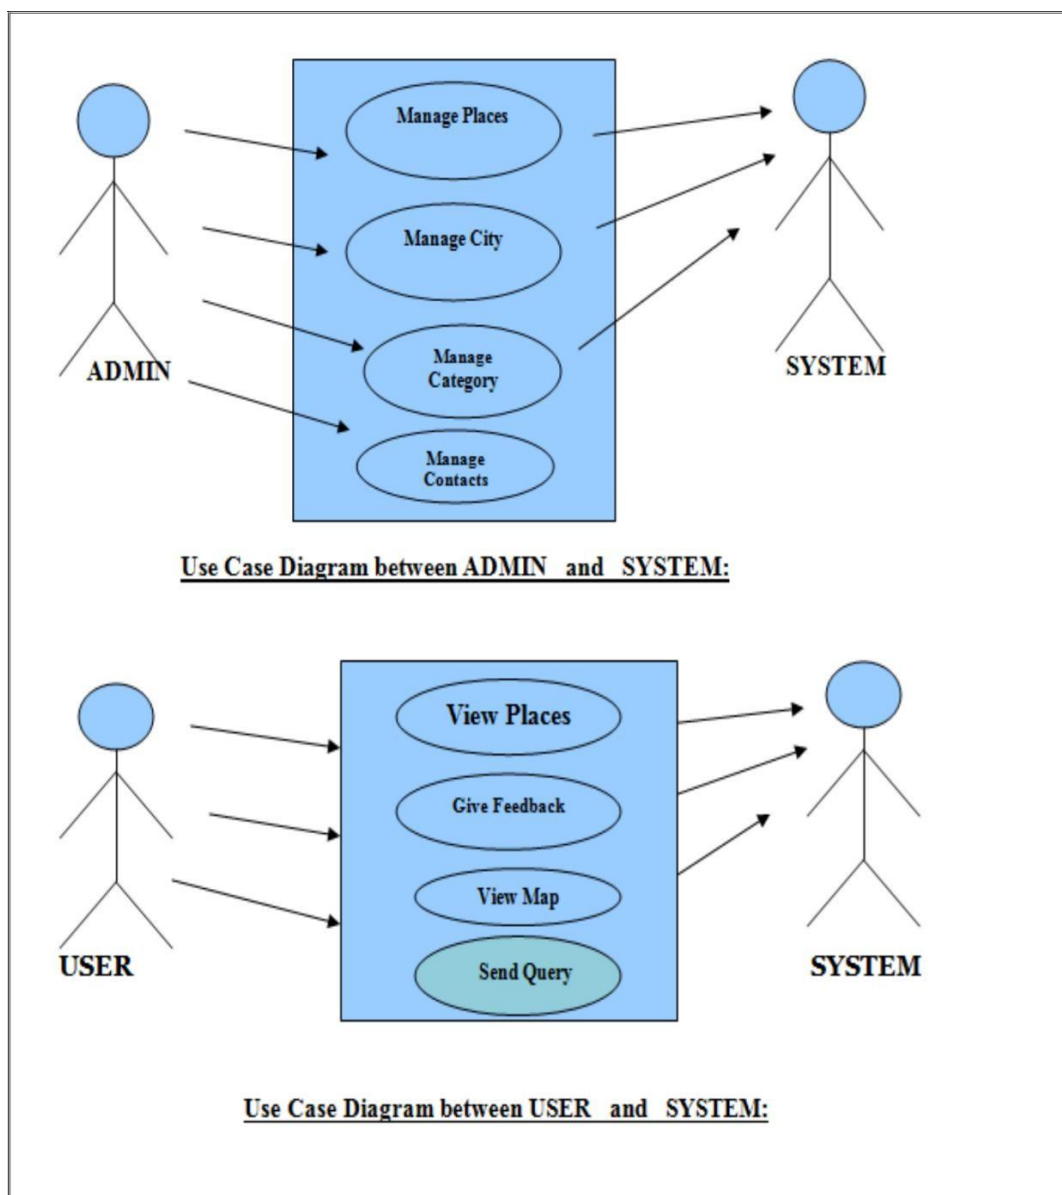 Manage Places
Manage City
Manage
Category
ADMIN
SYSTEM
Manage
Contacts
Use Case Diagram between ADMIN and SYSTEM:
View Places
Give Feedback
View Map
Send Query
USER
SYSTEM
Use Case Diagram between USER and SYSTEM: